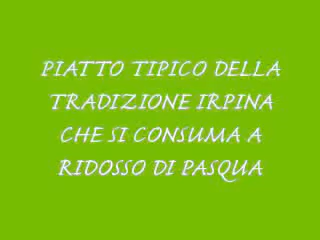 PIATTO TIPICO DELLA
TRADIZIONE IRPINA
CHE SI CONSUMA A
RIDOSSO DI PASQUA